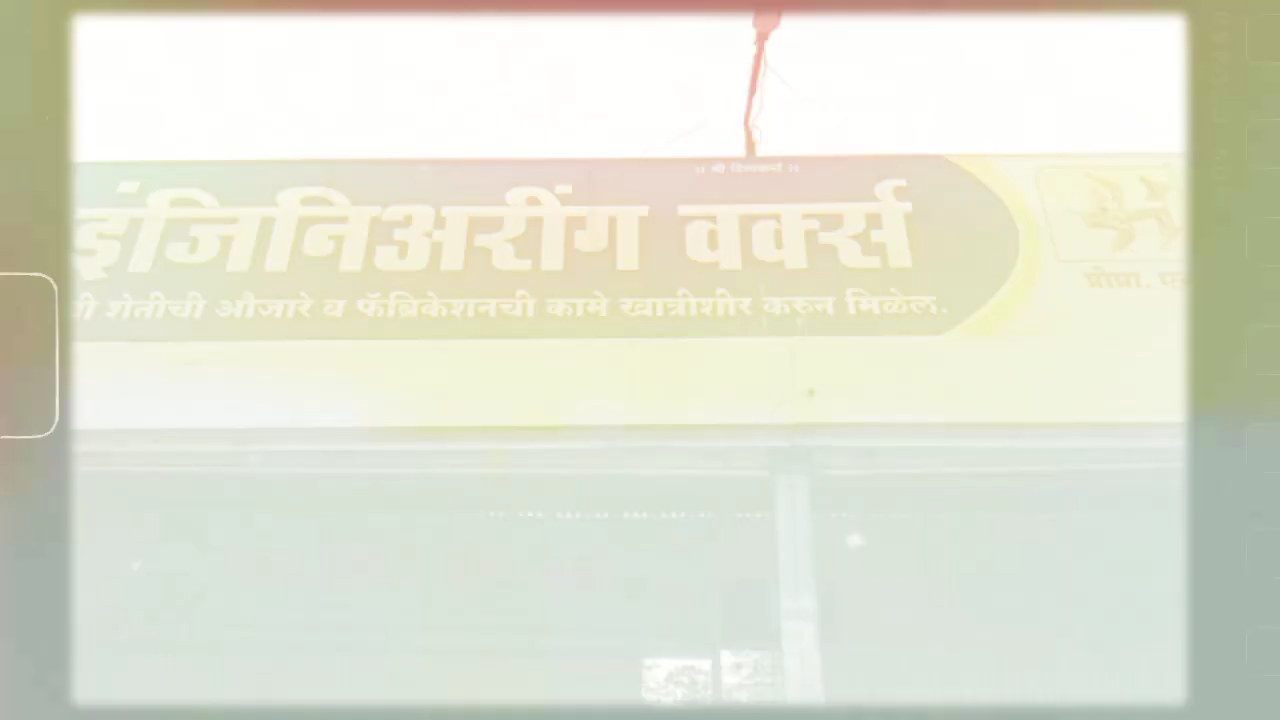 इंजिनिअरींग वर्क्स
शेतीची औजारे व फॅब्रिकेशनची कामे खात्रीशीर करुन मिळेल.
प्रोप्रा.